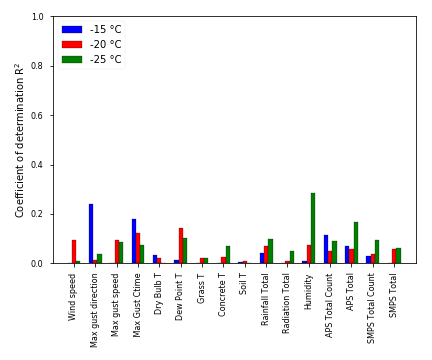 1.0
0.8
0.6
0.4
0.2
0.0
Coefficient of determination R²
-15 °C
-20 °C
-25 °C
Wind speed
Max gust direction
Max gust speed
Max Gust Ctime
Dry Bulb T
Dew Point T
Grass T
Concrete T
Soil T
Rainfall Total
Radiation Total
Humidity
APS Total Count
APS Total
SMPS Total Count
SMPS Total